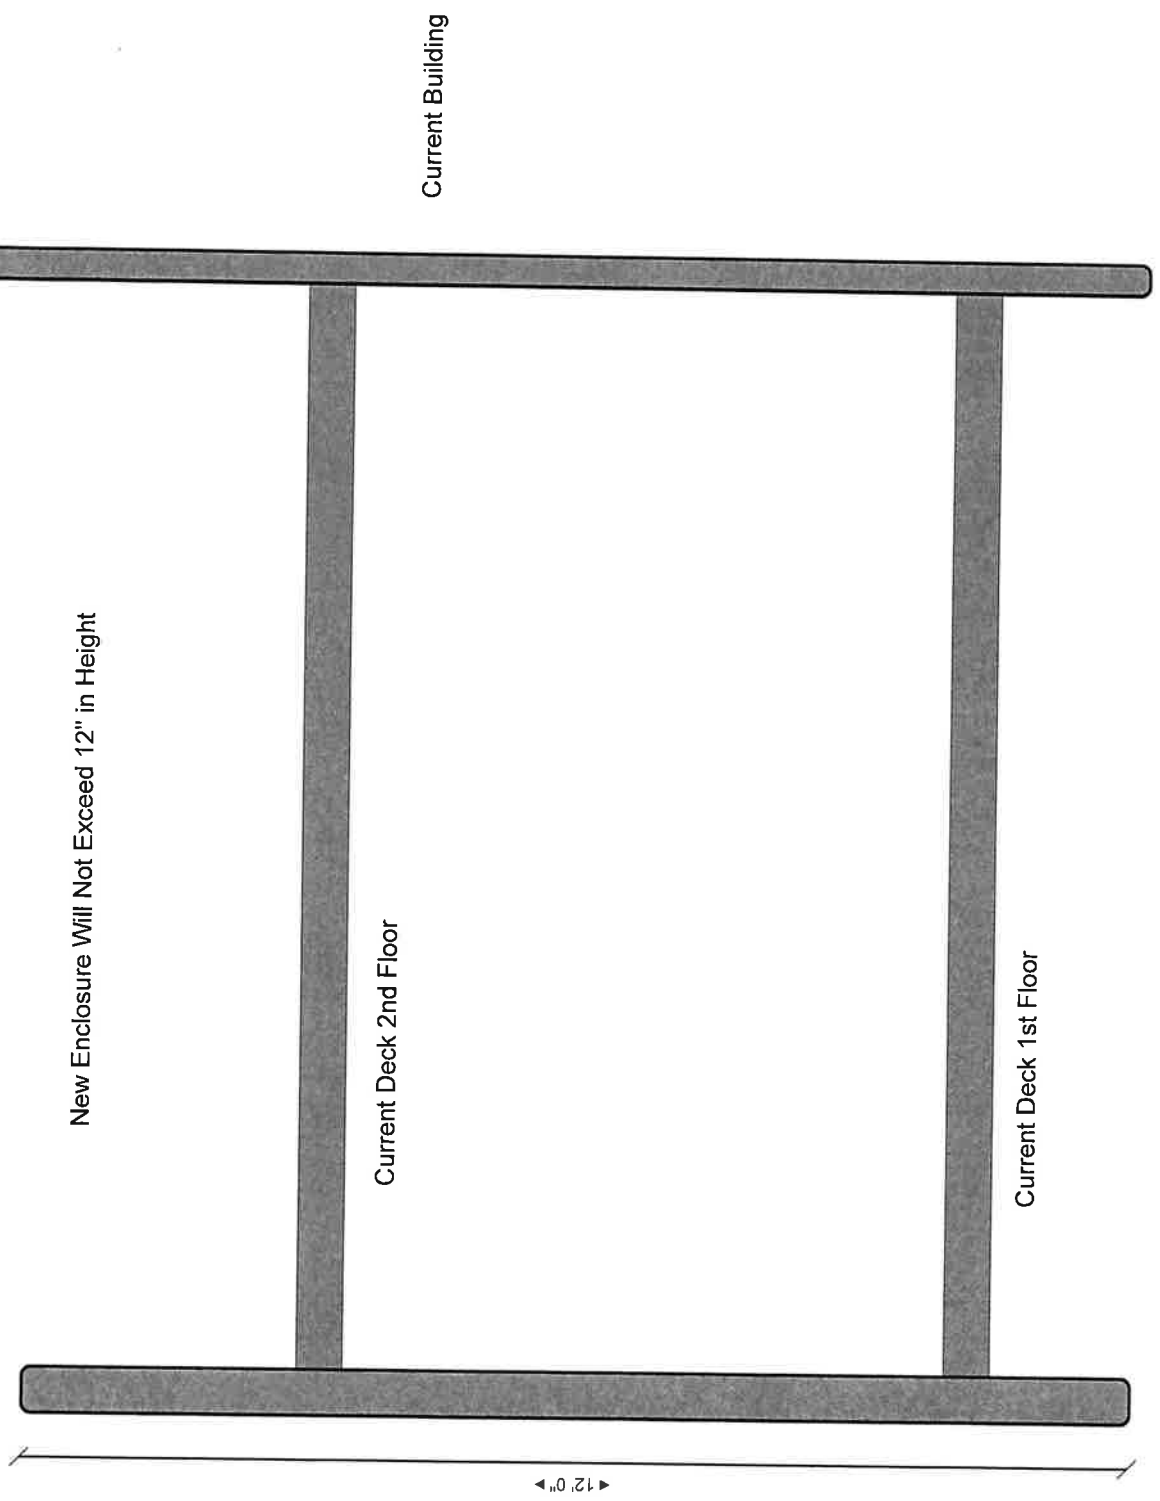 New Enclosure Will Not Exceed 12" in Height
Current Deck 2nd Floor
Current Building
Current Deck 1st Floor
12' 0"